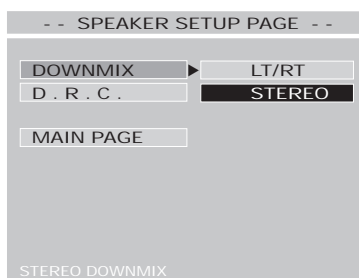 - - SPEAKER SETUP PAGE - -
DOWNMIX LT/RT
D . R . C . STEREO
MAIN PAGE
STEREO DOWNMIX